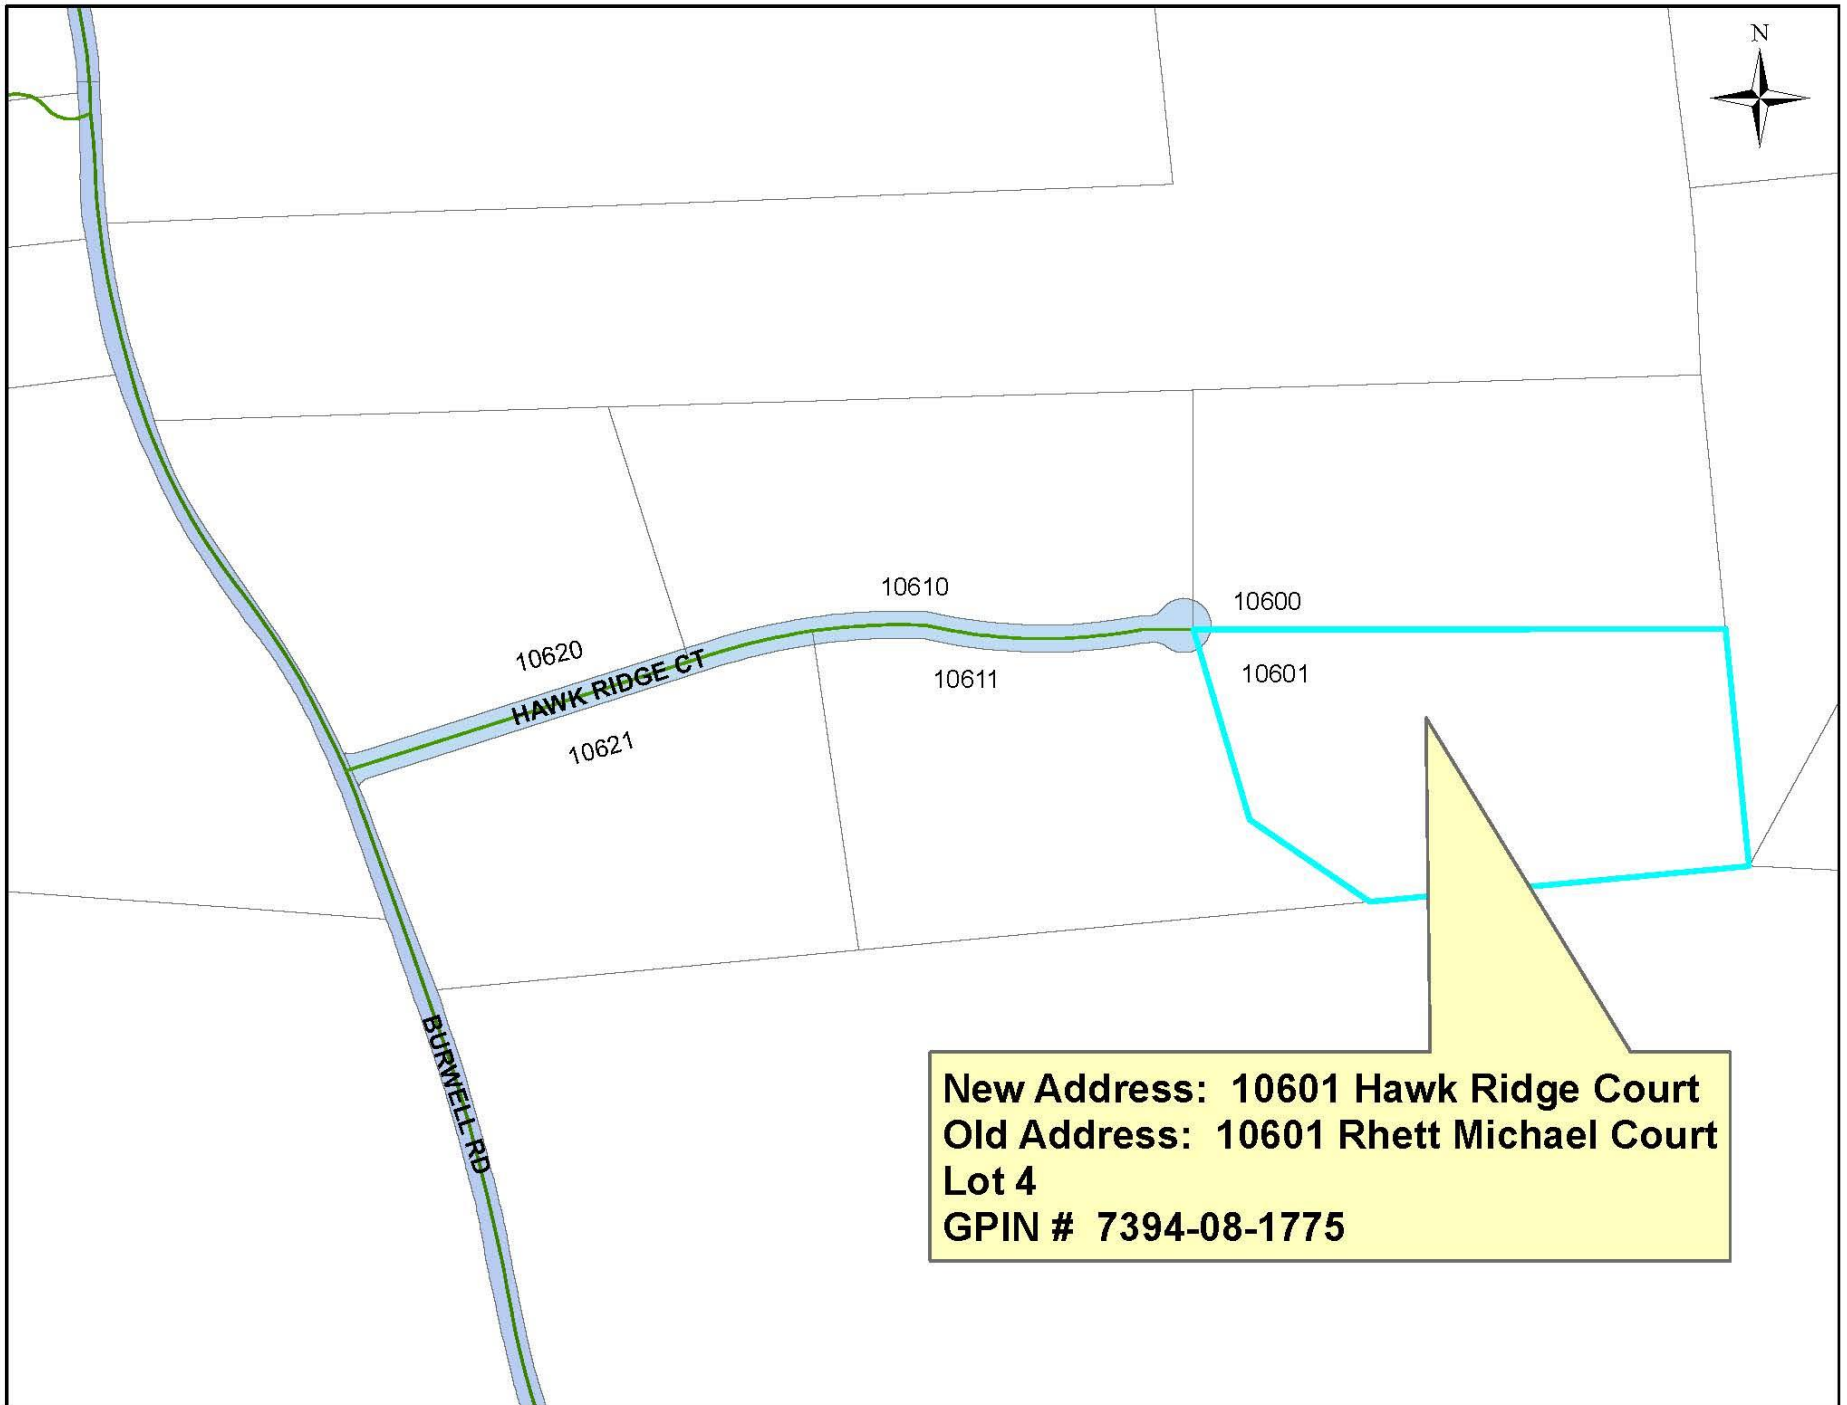 N
10610
10600
10620
HAWK RIDGE CT
10611
10601
10621
BURWELL RD
New Address:  10601 Hawk Ridge Court
Old Address:  10601 Rhett Michael Court
Lot 4
GPIN #  7394-08-1775